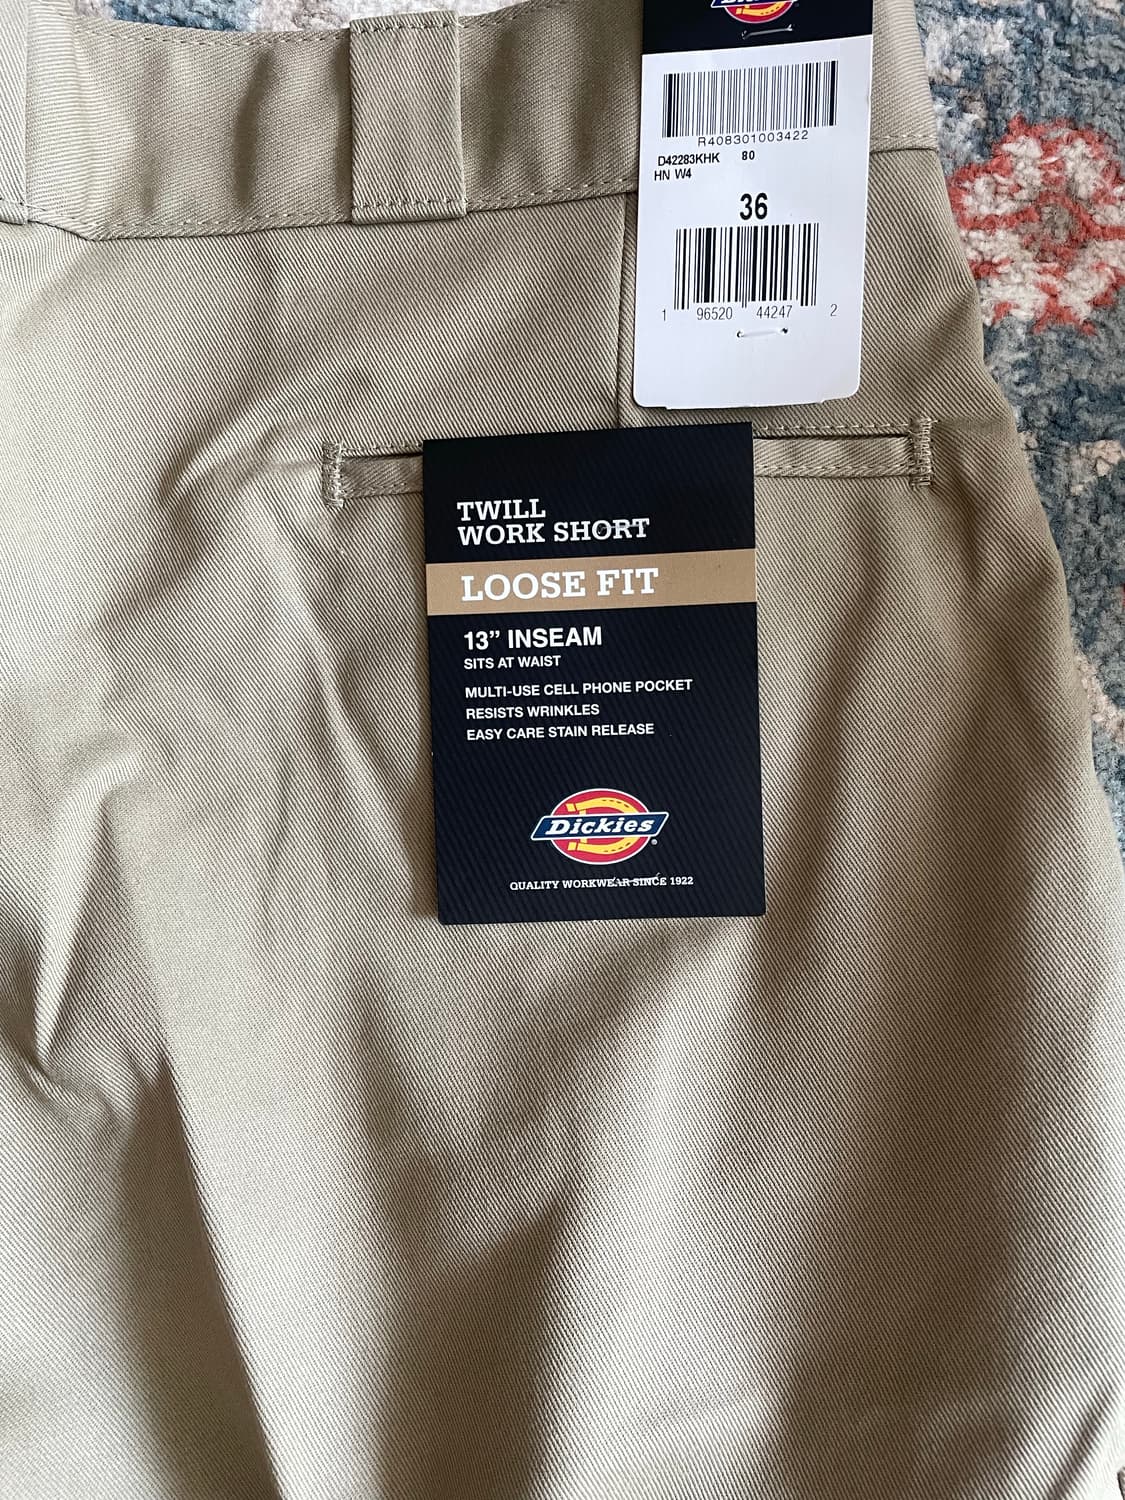 R408301003422
D42283KHK 80
HN W4
36
1 96520 44247 2
TWILL
WORK SHORT
LOOSE FIT
13” INSEAM
SITS AT WAIST
MULTI-USE CELL PHONE POCKET
RESISTS WRINKLES
EASY CARE STAIN RELEASE
Dickies®
QUALITY WORKWEAR SINCE 1922